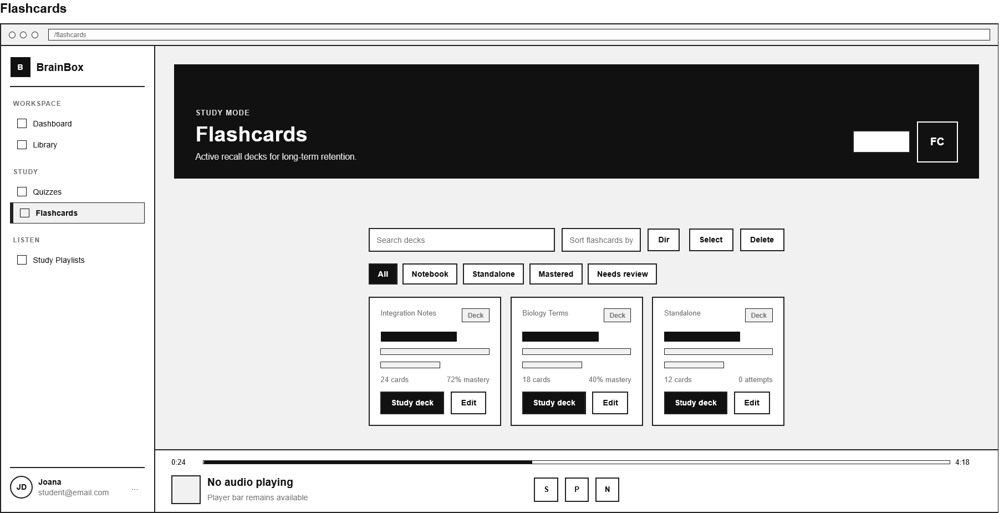 Flashcards
/flashcards
B
BrainBox
WORKSPACE
Dashboard
Library
STUDY
Quizzes
Flashcards
LISTEN
Study Playlists
JD
Joana
student@email.com
...
STUDY MODE
Flashcards
Active recall decks for long-term retention.
FC
Search decks
Sort flashcards by
Dir
Select
Delete
All
Notebook
Standalone
Mastered
Needs review
Integration Notes
Deck
24 cards
72% mastery
Study deck
Edit
Biology Terms
Deck
18 cards
40% mastery
Study deck
Edit
Standalone
Deck
12 cards
0 attempts
Study deck
Edit
0:24
4:18
No audio playing
Player bar remains available
S
P
N